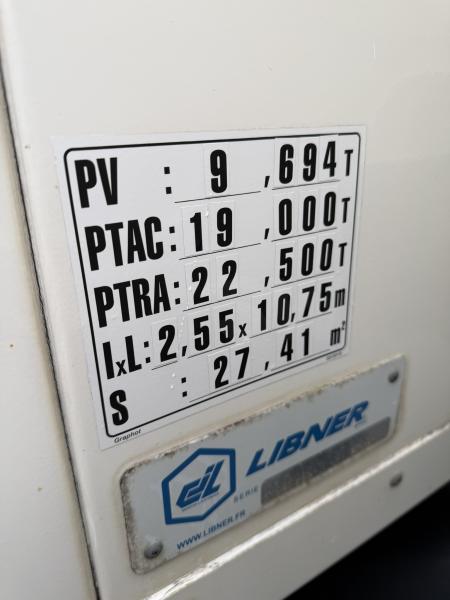 PV : 9,694 T
PTAC: 19,000 T
PTRA: 22,500 T
lxL: 2,55 x 10,75 m
S : 27,41 m²
Graphof
LIBNER
SERIE
WWW.LIBNER.FR